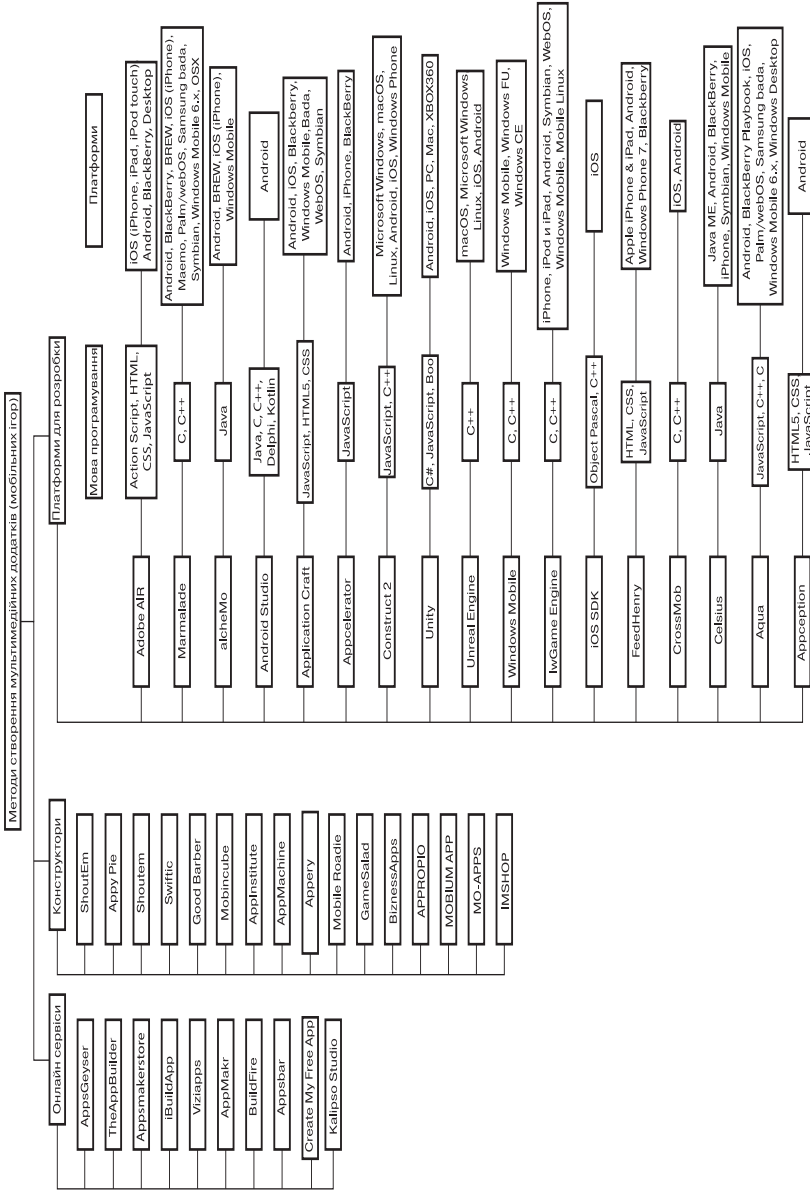 Методи створення мультимедійних додатків (мобільних ігор)
Онлайн сервіси
AppsGeyser
TheAppBuilder
Appsmakerstore
iBuildApp
Viziapps
AppMakr
BuildFire
Appsbar
Create My Free App
Kalipso Studio
Конструктори
ShoutEm
Appy Pie
Shoutem
Swiftic
Good Barber
Mobincube
AppInstitute
AppMachine
Appery
Mobile Roadie
GameSalad
BiznessApps
APPROPIO
MOBIUM APP
MO-APPS
IMSHOP
Платформи для розробки
Мова програмування
Платформи
Adobe AIR
Action Script, HTML,
CSS, JavaScript
iOS (iPhone, iPad, iPod touch)
Android, BlackBerry, Desktop
Marmalade
C, C++
Android, BlackBerry, BREW, iOS (iPhone),
Maemo, Palm/webOS, Samsung bada,
Symbian, Windows Mobile 6.x, OSX
alcheMo
Java
Android, BREW, iOS (iPhone),
Windows Mobile
Android Studio
Java, C, C++,
Delphi, Kotlin
Android
Application Craft
JavaScript, HTML5, CSS
Android, iOS, Blackberry,
Windows Mobile, Bada,
WebOS, Symbian
Appcelerator
JavaScript
Android, iPhone, BlackBerry
Construct 2
JavaScript, C++
Microsoft Windows, macOS,
Linux, Android, iOS, Windows Phone
Unity
C#, JavaScript, Boo
Android, iOS, PC, Mac, XBOX360
Unreal Engine
C++
macOS, Microsoft Windows
Linux, iOS, Android
Windows Mobile
C, C++
Windows Mobile, Windows FU,
Windows CE
IwGame Engine
C, C++
iPhone, iPod и iPad, Android, Symbian, WebOS,
Windows Mobile, Mobile Linux
iOS SDK
Object Pascal, C++
iOS
FeedHenry
HTML, CSS,
JavaScript
Apple iPhone & iPad, Android,
Windows Phone 7, Blackberry
CrossMob
C, C++
iOS, Android
Celsius
Java
Java ME, Android, BlackBerry,
iPhone, Symbian, Windows Mobile
Aqua
JavaScript, C++, C
Android, BlackBerry Playbook, iOS,
Palm/webOS, Samsung bada,
Windows Mobile 6.x, Windows Desktop
Appception
HTML5, CSS
JavaScript
Android